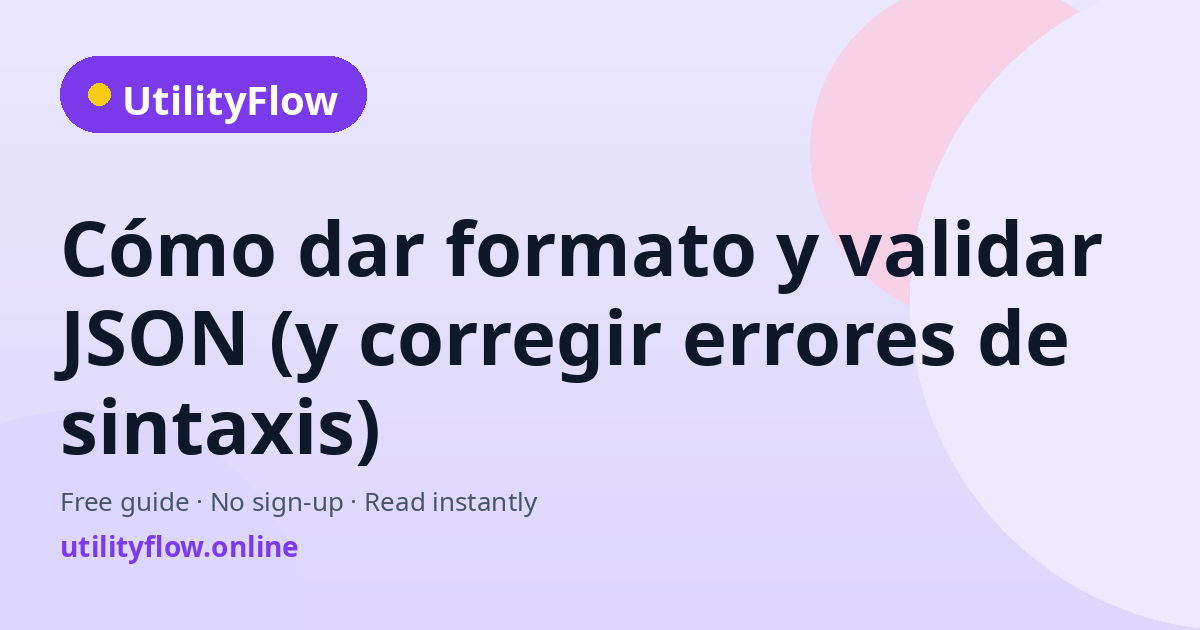 UtilityFlow
Cómo dar formato y validar
JSON (y corregir errores de
sintaxis)
Free guide · No sign-up · Read instantly
utilityflow.online